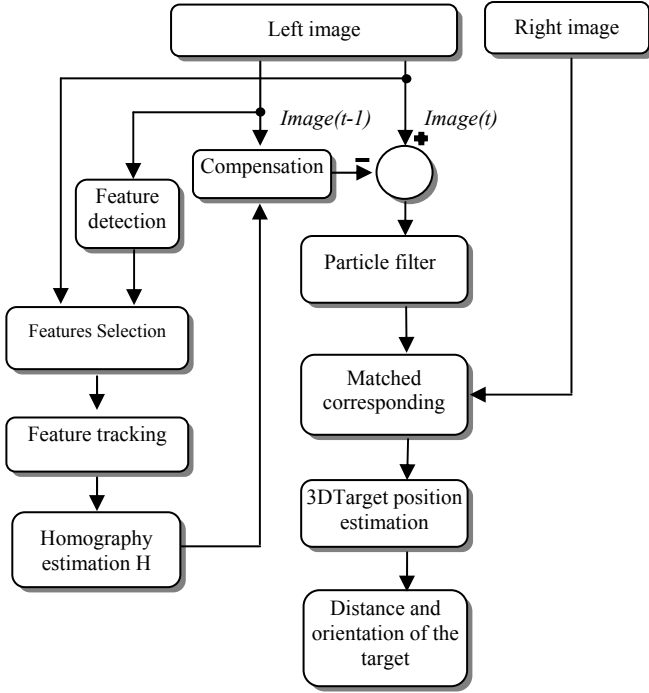 Left image
Right image
Image(t-1)
Image(t)
+
-
Compensation
Feature
detection
Particle filter
Features Selection
Matched
corresponding
Feature tracking
3DTarget position
estimation
Homography
estimation H
Distance and
orientation of the
target